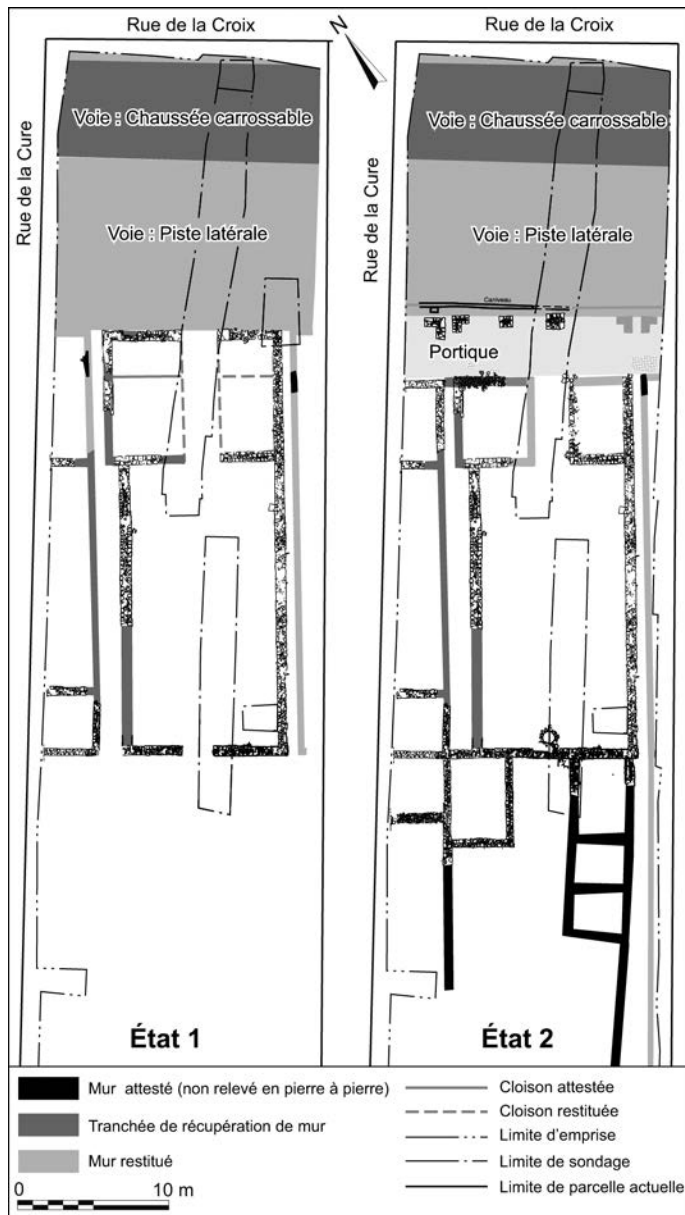 Rue de la Croix
Rue de la Croix
N
Rue de la Cure
Rue de la Cure
Voie : Chaussée carrossable
Voie : Chaussée carrossable
Voie : Piste latérale
Voie : Piste latérale
Caniveau
Portique
État 1
État 2
Mur attesté (non relevé en pierre à pierre)
Tranchée de récupération de mur
Mur restitué
0 10 m
Cloison attestée
Cloison restituée
Limite d'emprise
Limite de sondage
Limite de parcelle actuelle